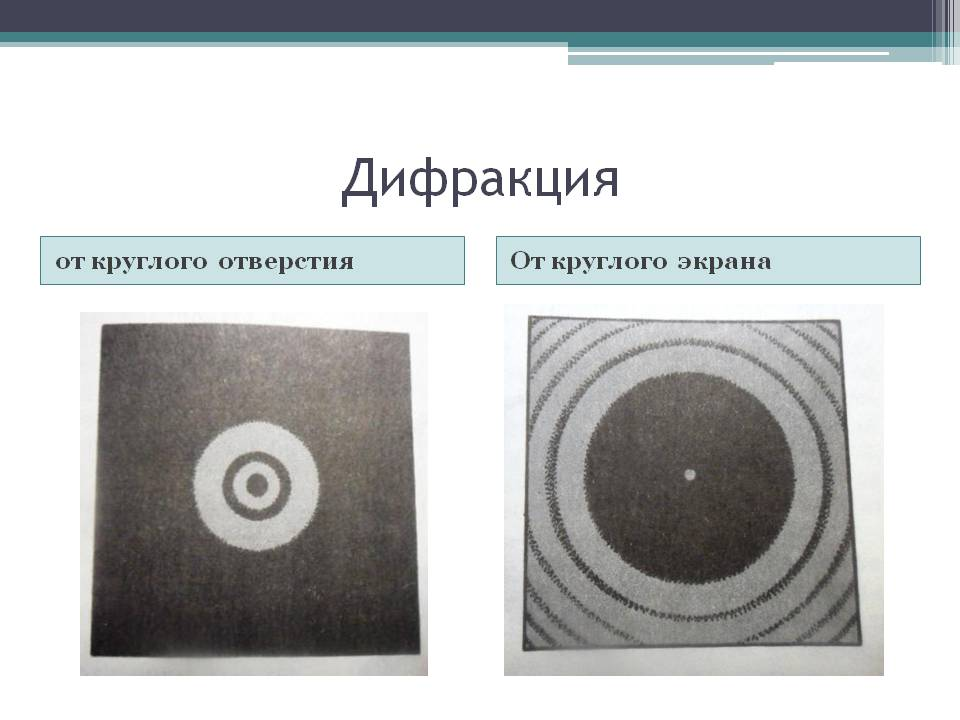 Дифракция
от круглого отверстия
От круглого экрана